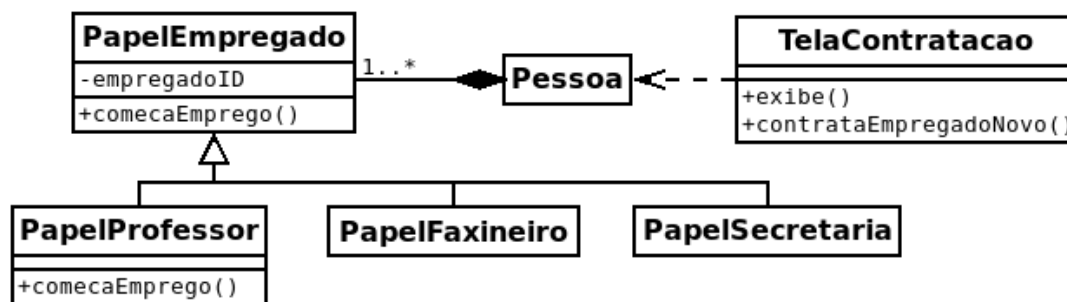 PapelEmpregado
-empregadoID
+comecaEmprego()
1..*
Pessoa
TelaContratacao
+exibe()
+contrataEmpregadoNovo()
PapelProfessor
+comecaEmprego()
PapelFaxineiro
PapelSecretaria